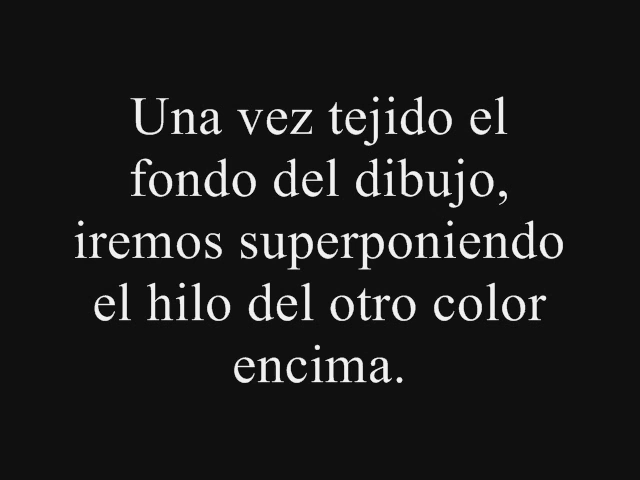 Una vez tejido el
fondo del dibujo,
iremos superponiendo
el hilo del otro color
encima.